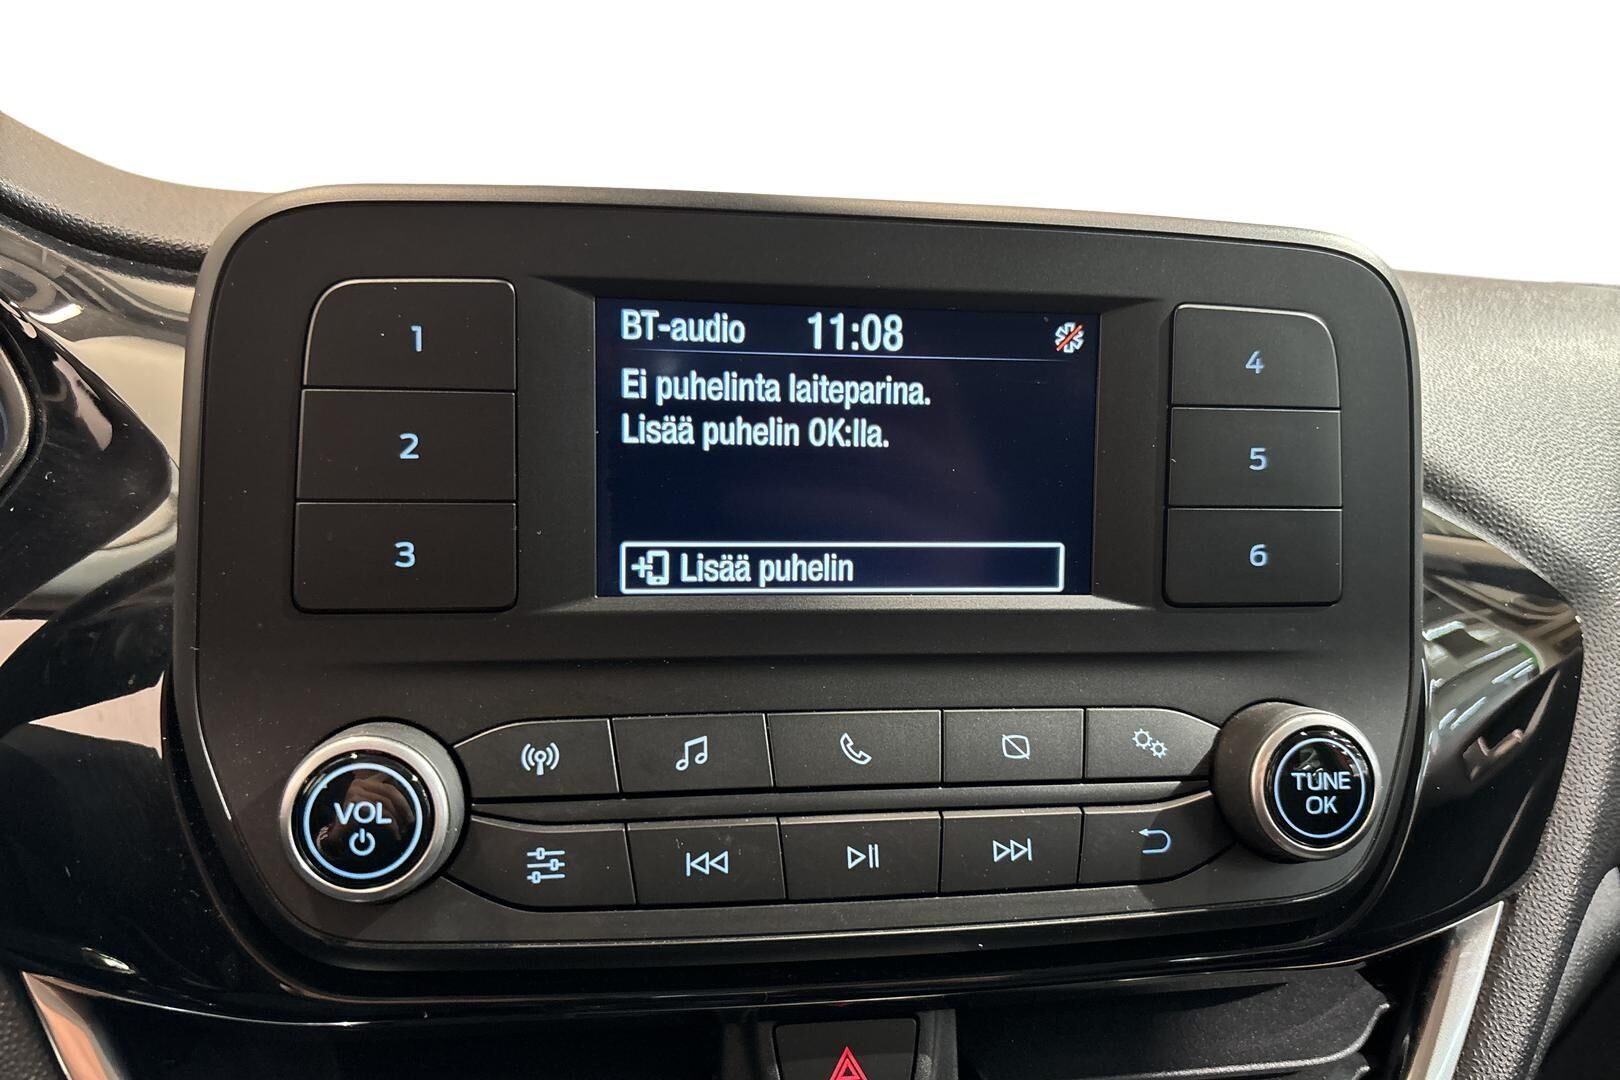 BT-audio 11:08
Ei puhelinta laiteparina.
Lisää puhelin OK:lla.
Lisää puhelin
1
2
3
4
5
6
VOL
TUNE
OK